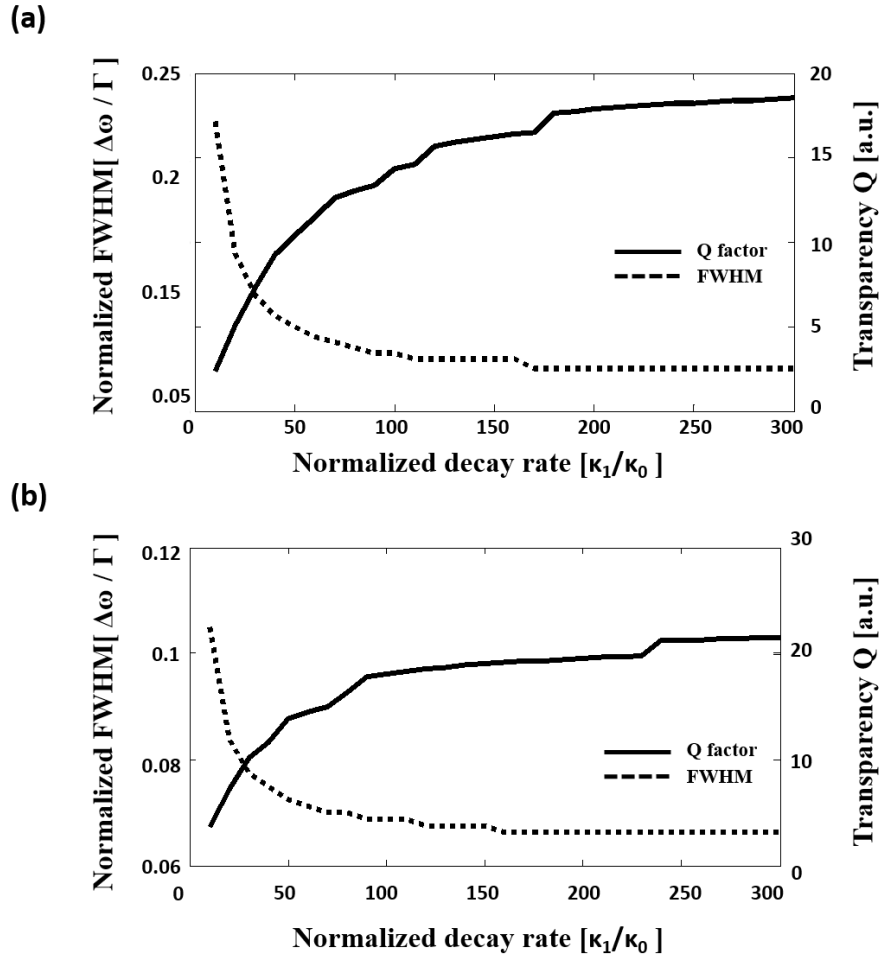 (a)
Normalized FWHM[ Δω / Γ ]
0.25
0.2
0.15
0.05
20
15
10
5
0
Transparency Q [a.u.]
Q factor
FWHM
0 50 100 150 200 250 300
Normalized decay rate [κ1/κ0 ]
(b)
Normalized FWHM[ Δω / Γ ]
0.12
0.1
0.08
0.06
30
20
10
0
Transparency Q [a.u.]
Q factor
FWHM
0 50 100 150 200 250 300
Normalized decay rate [κ1/κ0 ]